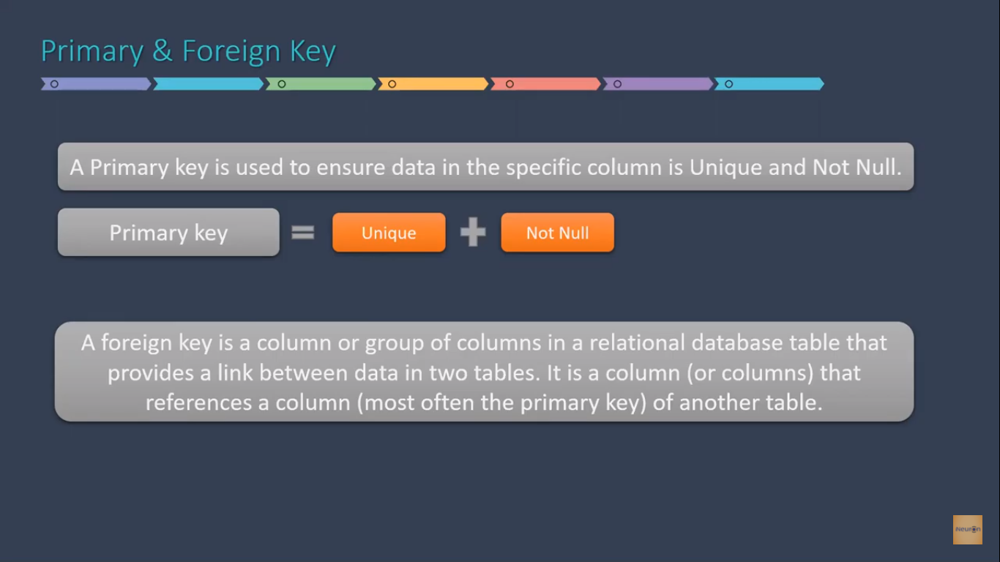 Primary & Foreign Key
A Primary key is used to ensure data in the specific column is Unique and Not Null.
Primary key = Unique + Not Null
A foreign key is a column or group of columns in a relational database table that
provides a link between data in two tables. It is a column (or columns) that
references a column (most often the primary key) of another table.
Neuron